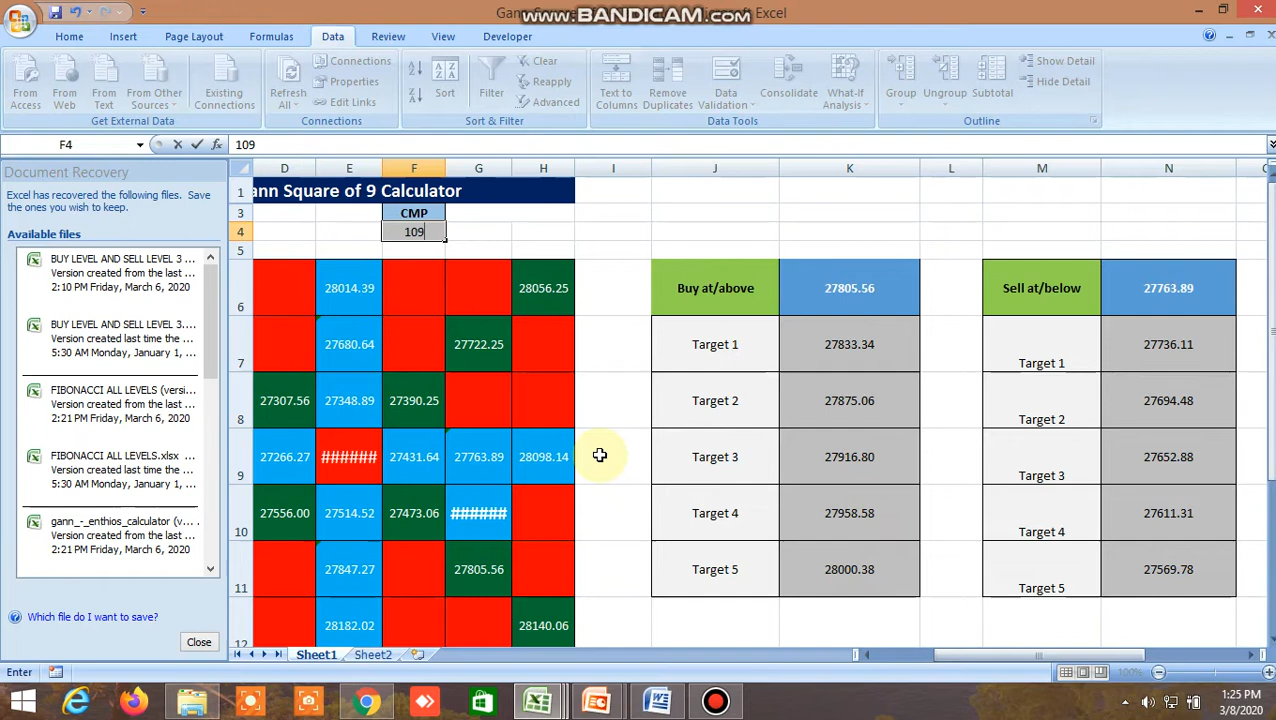 Gann Square www.BANDICAM.com Microsoft Excel
Home Insert Page Layout Formulas Data Review View Developer
From Access
From Web
From Text
From Other Sources
Existing Connections
Get External Data
Refresh All
Connections
Properties
Edit Links
Connections
Sort
Filter
Clear
Reapply
Advanced
Sort & Filter
Text to Columns
Remove Duplicates
Data Validation
Consolidate
What-If Analysis
Data Tools
Group
Ungroup
Subtotal
Show Detail
Hide Detail
Outline
F4 fx 109
Document Recovery
Excel has recovered the following files. Save the ones you wish to keep.
Available files
BUY LEVEL AND SELL LEVEL 3 ...
Version created from the last ...
2:10 PM Friday, March 6, 2020
BUY LEVEL AND SELL LEVEL 3....
Version created last time the ...
5:30 AM Monday, January 1, ...
FIBONACCI ALL LEVELS (versi...
Version created from the last ...
2:21 PM Friday, March 6, 2020
FIBONACCI ALL LEVELS.xlsx ...
Version created last time the ...
5:30 AM Monday, January 1, ...
gann_-_enthios_calculator (v...
Version created from the last ...
2:21 PM Friday, March 6, 2020
Which file do I want to save?
Close
D E F G H I J K L M N
1 ann Square of 9 Calculator
3 CMP
4 109
5
6 28014.39 28056.25 Buy at/above 27805.56 Sell at/below 27763.89
7 27680.64 27722.25 Target 1 27833.34 Target 1 27736.11
8 27307.56 27348.89 27390.25 Target 2 27875.06 Target 2 27694.48
9 27266.27 ###### 27431.64 27763.89 28098.14 Target 3 27916.80 Target 3 27652.88
10 27556.00 27514.52 27473.06 ###### Target 4 27958.58 Target 4 27611.31
11 27847.27 27805.56 Target 5 28000.38 Target 5 27569.78
12 28182.02 28140.06
Sheet1 Sheet2
Enter 100%
1:25 PM
3/8/2020